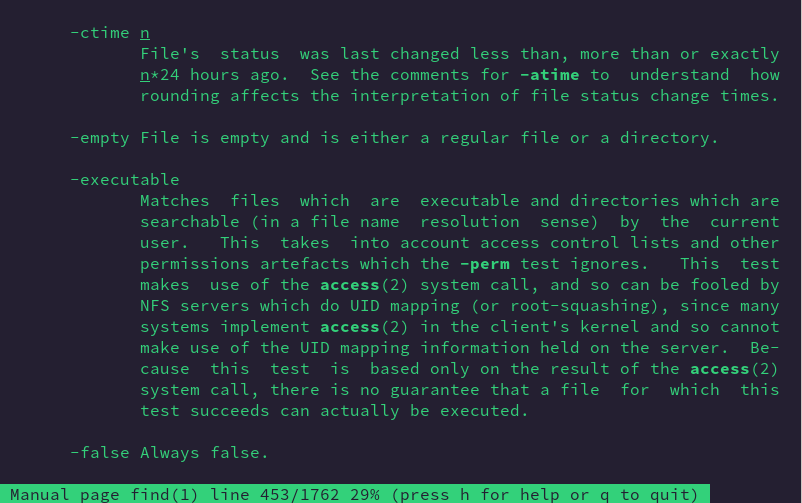 -ctime n
File's status was last changed less than, more than or exactly
n*24 hours ago. See the comments for -atime to understand how
rounding affects the interpretation of file status change times.
-empty File is empty and is either a regular file or a directory.
-executable
Matches files which are executable and directories which are
searchable (in a file name resolution sense) by the current
user. This takes into account access control lists and other
permissions artefacts which the -perm test ignores. This test
makes use of the access(2) system call, and so can be fooled by
NFS servers which do UID mapping (or root-squashing), since many
systems implement access(2) in the client's kernel and so cannot
make use of the UID mapping information held on the server. Be-
cause this test is based only on the result of the access(2)
system call, there is no guarantee that a file for which this
test succeeds can actually be executed.
-false Always false.
Manual page find(1) line 453/1762 29% (press h for help or q to quit)